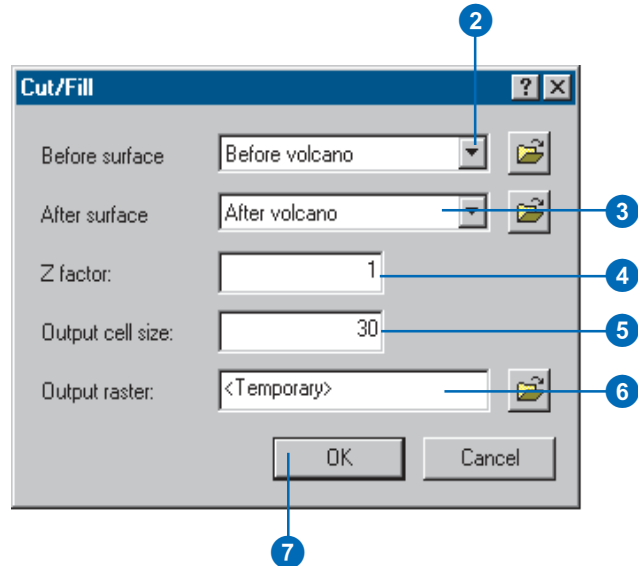 2
Cut/Fill ? ×
Before surface Before volcano
After surface After volcano 3
Z factor: 1 4
Output cell size: 30 5
Output raster: <Temporary> 6
OK Cancel
7